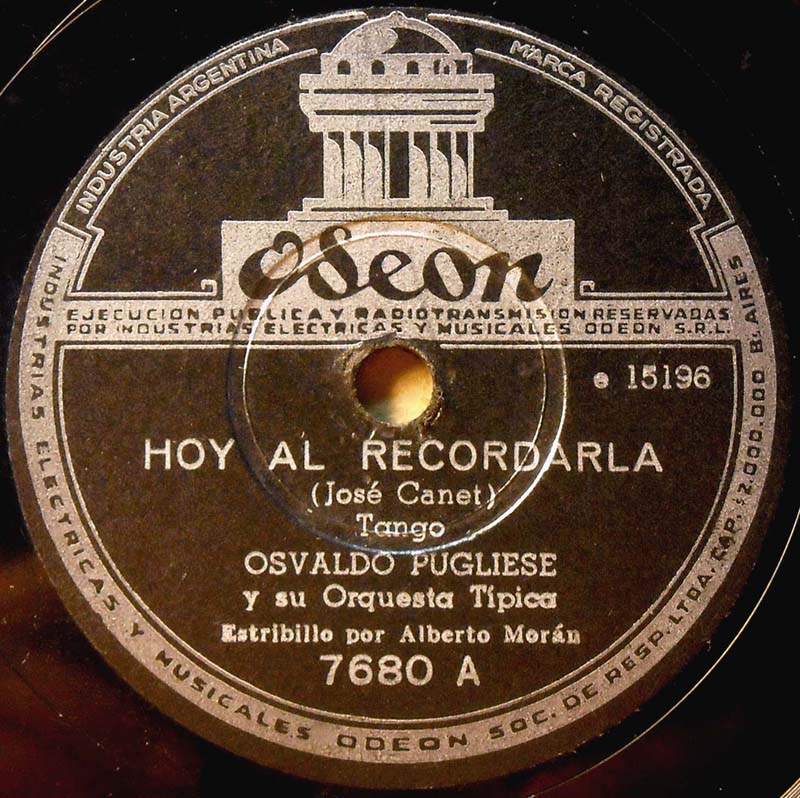 INDUSTRIA ARGENTINA
MARCA REGISTRADA
Odeon
EJECUCION PUBLICA Y RADIOTRANSMISION RESERVADAS
POR INDUSTRIAS ELECTRICAS Y MUSICALES ODEON S.R.L.
e 15196
HOY AL RECORDARLA
(José Canet)
Tango
OSVALDO PUGLIESE
y su Orquesta Típica
Estribillo por Alberto Morán
7680 A
INDUSTRIAS ELECTRICAS Y MUSICALES ODEON SOC. DE RESP. LTDA. CAP. $2.000.000 Bs. AIRES